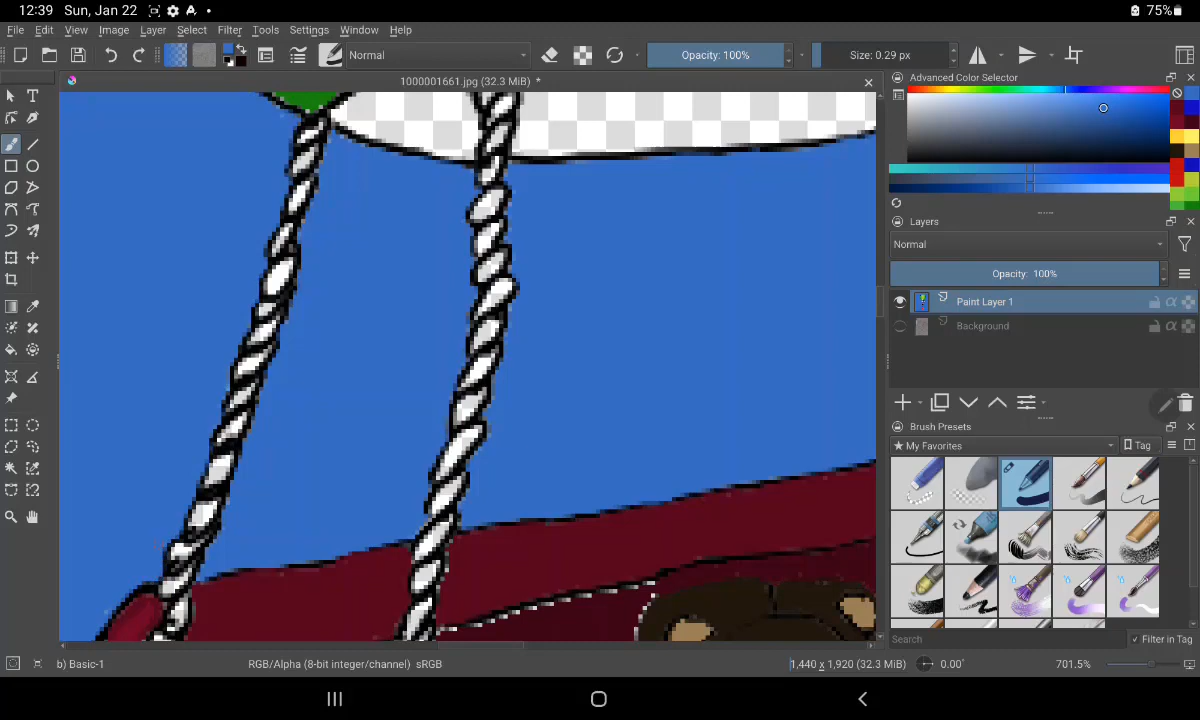 12:39 Sun, Jan 22
75%
File Edit View Image Layer Select Filter Tools Settings Window Help
Normal
Opacity: 100%
Size: 0.29 px
1000001661.jpg (32.3 MiB) *
Advanced Color Selector
Layers
Normal
Opacity: 100%
Paint Layer 1
Background
Brush Presets
My Favorites
Tag
Search
Filter in Tag
b) Basic-1
RGB/Alpha (8-bit integer/channel) sRGB
1,440 x 1,920 (32.3 MiB)
0.00°
701.5%